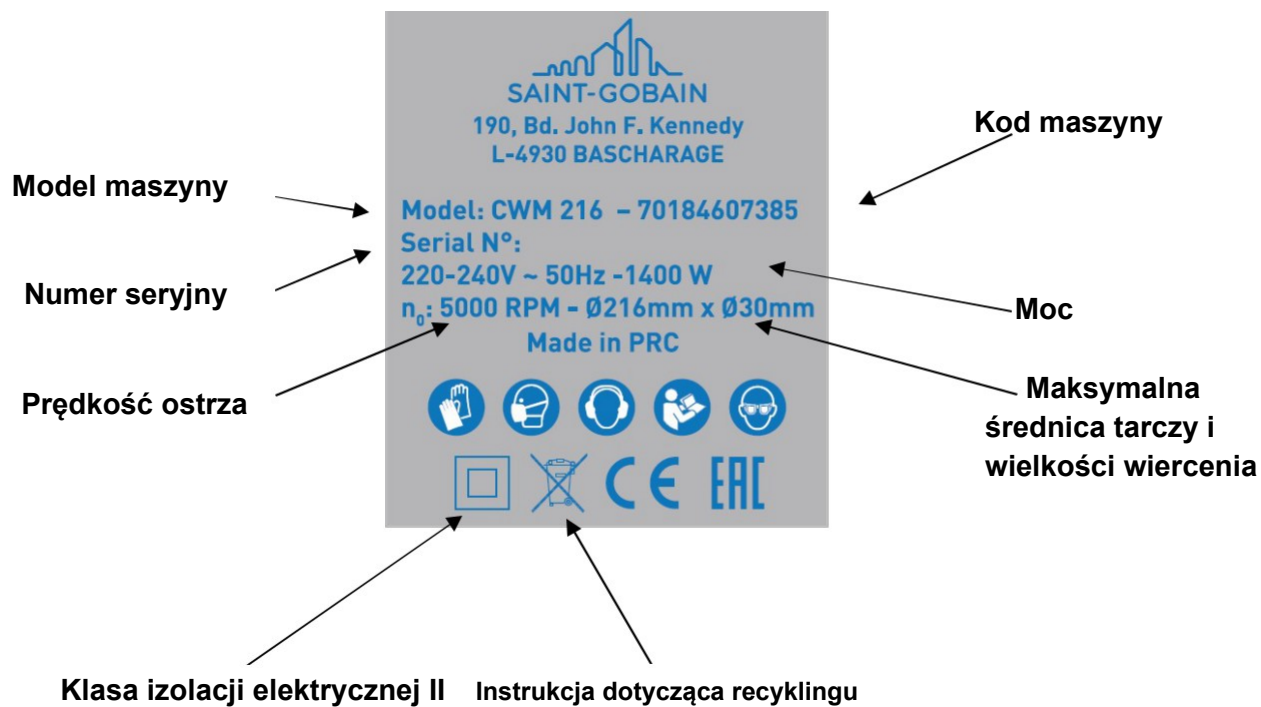 SAINT-GOBAIN
190, Bd. John F. Kennedy
L-4930 BASCHARAGE
Kod maszyny
Model maszyny
Model: CWM 216 – 70184607385
Serial N°:
220-240V ~ 50Hz -1400 W
n₀: 5000 RPM - Ø216mm x Ø30mm
Made in PRC
Numer seryjny
Moc
Prędkość ostrza
Maksymalna
średnica tarczy i
wielkości wiercenia
CE EAC
Klasa izolacji elektrycznej II
Instrukcja dotycząca recyklingu